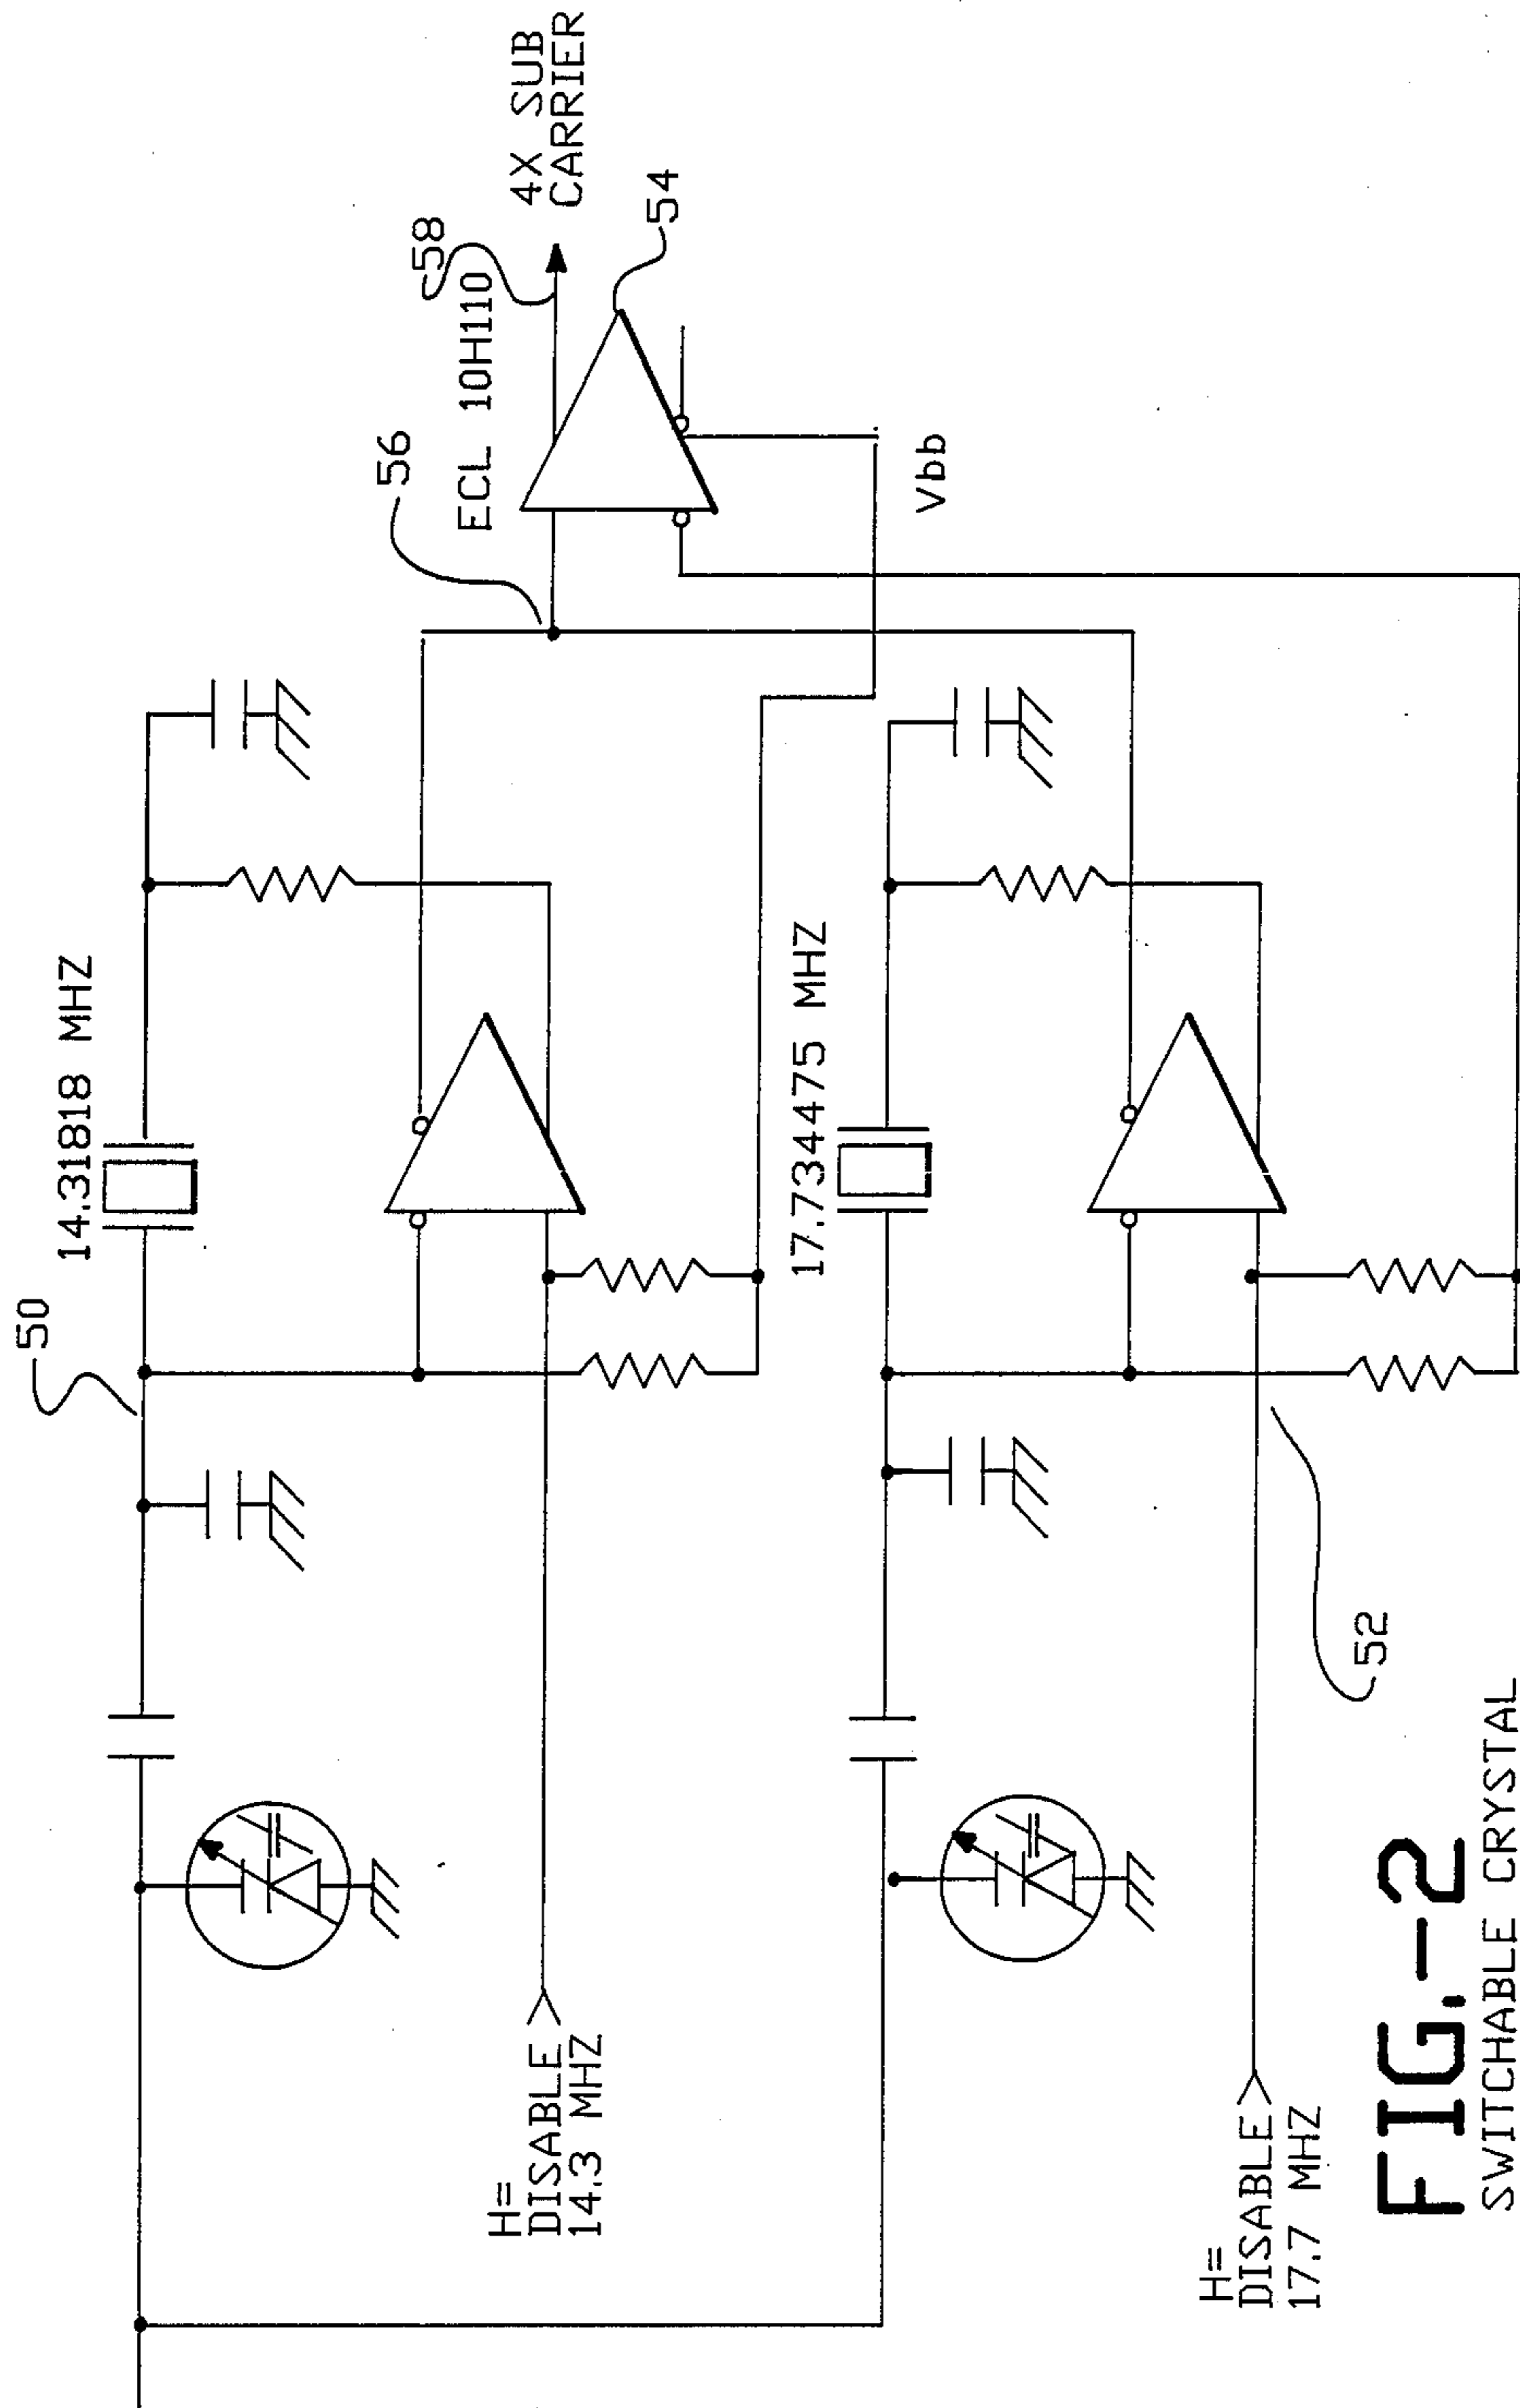 50
14.31818 MHZ
56
ECL 10H110
58
4X SUB
CARRIER
54
H=
DISABLE
14.3 MHZ
17.734475 MHZ
Vbb
H=
DISABLE
17.7 MHZ
52
FIG.-2
SWITCHABLE CRYSTAL